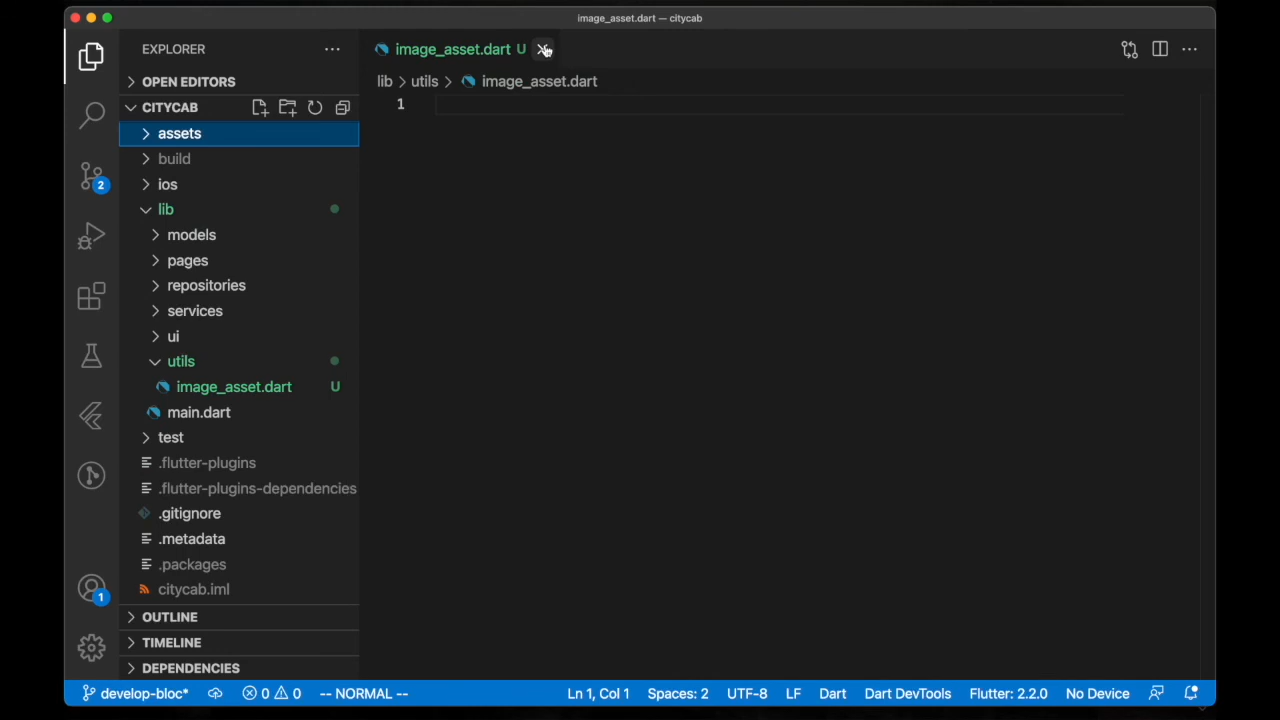 image_asset.dart — citycab
EXPLORER
image_asset.dart U
OPEN EDITORS
lib > utils > image_asset.dart
CITYCAB
1
assets
build
ios
lib
models
pages
repositories
services
ui
utils
image_asset.dart U
main.dart
test
.flutter-plugins
.flutter-plugins-dependencies
.gitignore
.metadata
.packages
citycab.iml
OUTLINE
TIMELINE
DEPENDENCIES
2
1
develop-bloc* 0 0 -- NORMAL -- Ln 1, Col 1 Spaces: 2 UTF-8 LF Dart Dart DevTools Flutter: 2.2.0 No Device